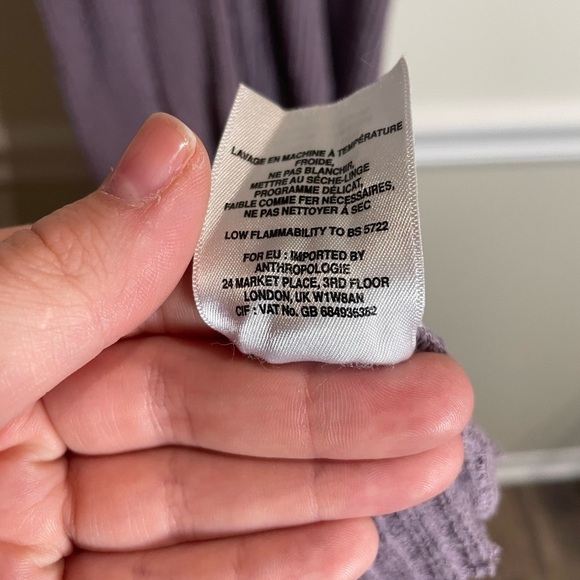 LAVAGE EN MACHINE À TEMPÉRATURE
FROIDE,
NE PAS BLANCHIR,
METTRE AU SÈCHE-LINGE
PROGRAMME DÉLICAT,
FAIBLE COMME FER NÉCESSAIRES,
NE PAS NETTOYER À SEC
LOW FLAMMABILITY TO BS 5722
FOR EU : IMPORTED BY
ANTHROPOLOGIE
24 MARKET PLACE, 3RD FLOOR
LONDON, UK W1W8AN
CIF : VAT No. GB 684936382